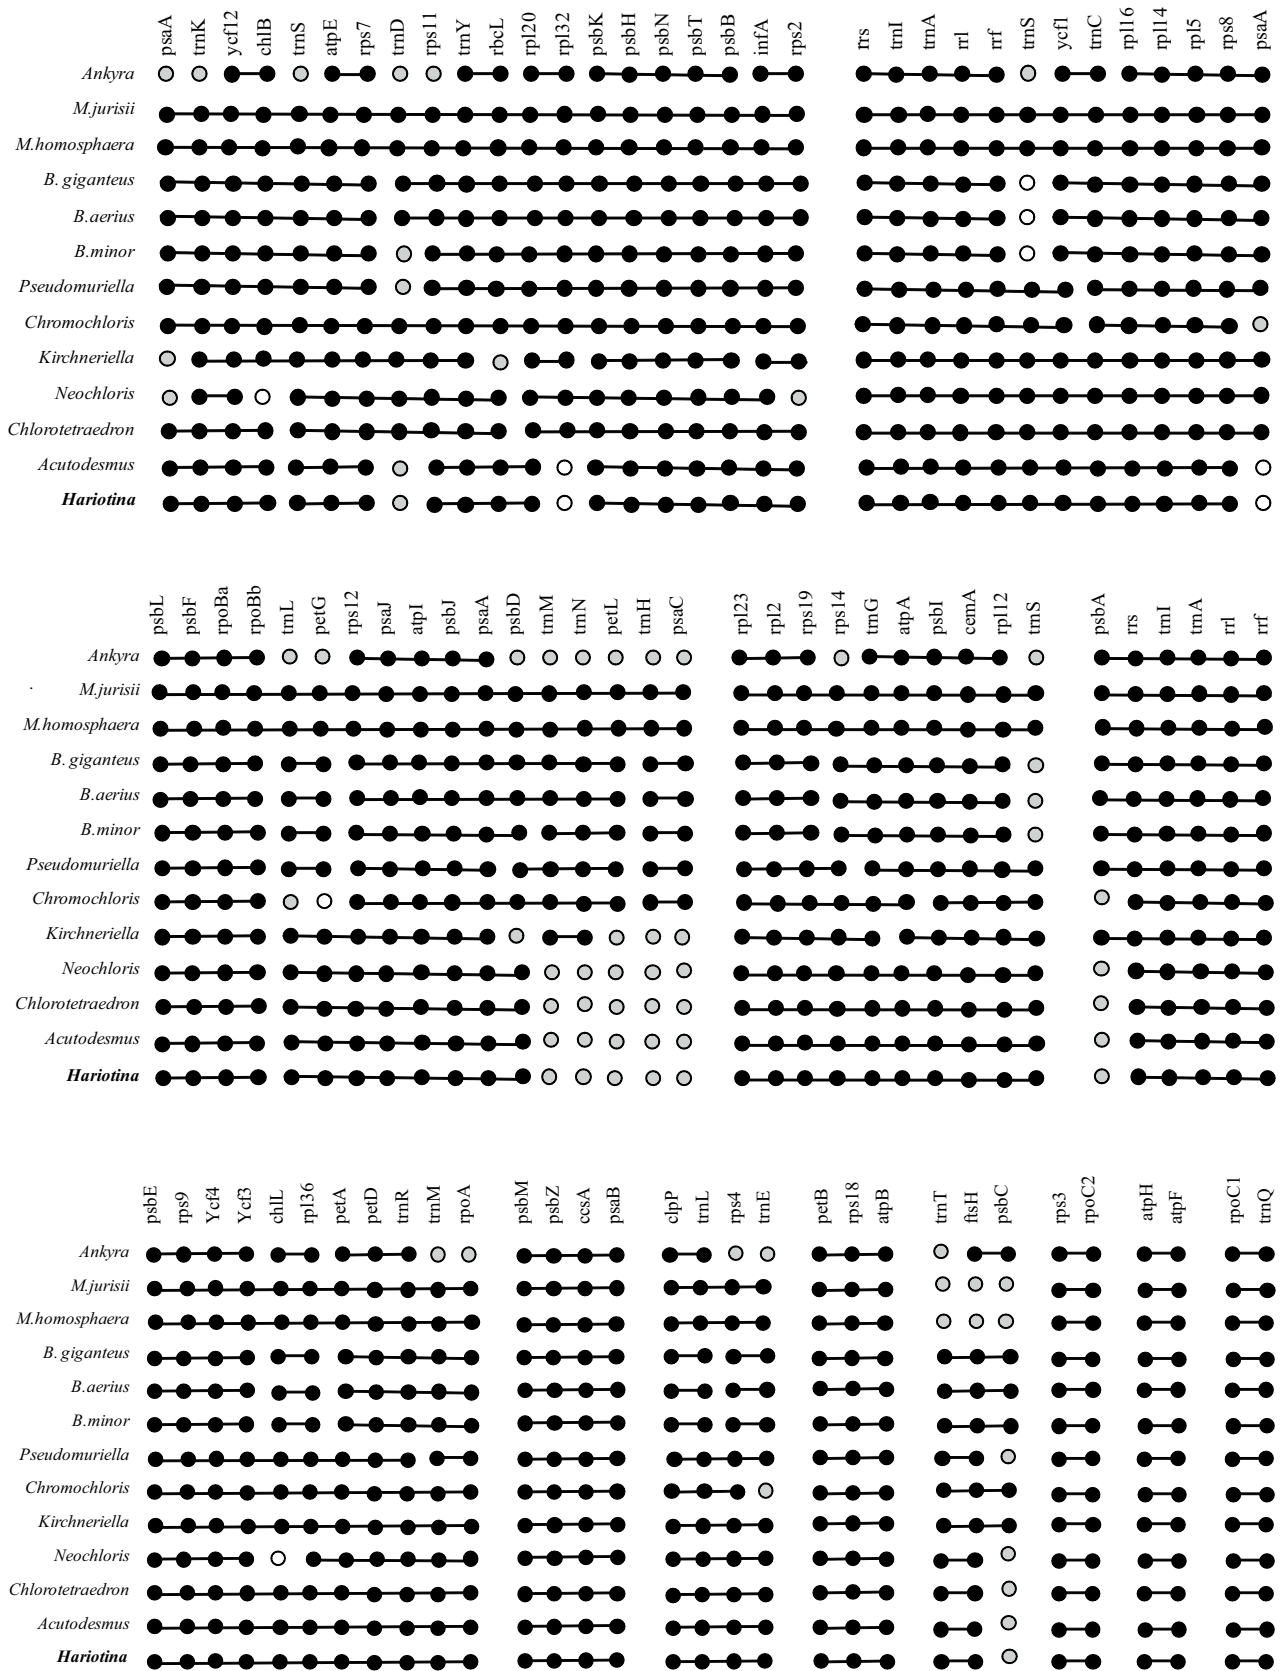 psaA trnK ycf12 chlB trnS atpE rps7 trnD rps11 trnY rbcL rpl20 rpl32 psbK psbH psbN psbT psbB infA rps2 rrs trnI trnA rrl rrf trnS ycf1 trnC rpl16 rpl14 rpl5 rps8 psaA
Ankyra
M.jurisii
M.homosphaera
B. giganteus
B.aerius
B.minor
Pseudomuriella
Chromochloris
Kirchneriella
Neochloris
Chlorotetraedron
Acutodesmus
Hariotina
psbL psbF rpoBa rpoBb trnL petG rps12 psaJ atpI psbJ psaA psbD trnM trnN petL trnH psaC rpl23 rpl2 rps19 rps14 trnG atpA psbI cemA rpl12 trnS psbA rrs trnI trnA rrl rrf
Ankyra
M.jurisii
M.homosphaera
B. giganteus
B.aerius
B.minor
Pseudomuriella
Chromochloris
Kirchneriella
Neochloris
Chlorotetraedron
Acutodesmus
Hariotina
psbE rps9 Ycf4 Ycf3 chlL rpl36 petA petD trnR trnM rpoA psbM psbZ ccsA psaB clpP trnL rps4 trnE petB rps18 atpB trnT ftsH psbC rps3 rpoC2 atpH atpF rpoC1 trnQ
Ankyra
M.jurisii
M.homosphaera
B. giganteus
B.aerius
B.minor
Pseudomuriella
Chromochloris
Kirchneriella
Neochloris
Chlorotetraedron
Acutodesmus
Hariotina